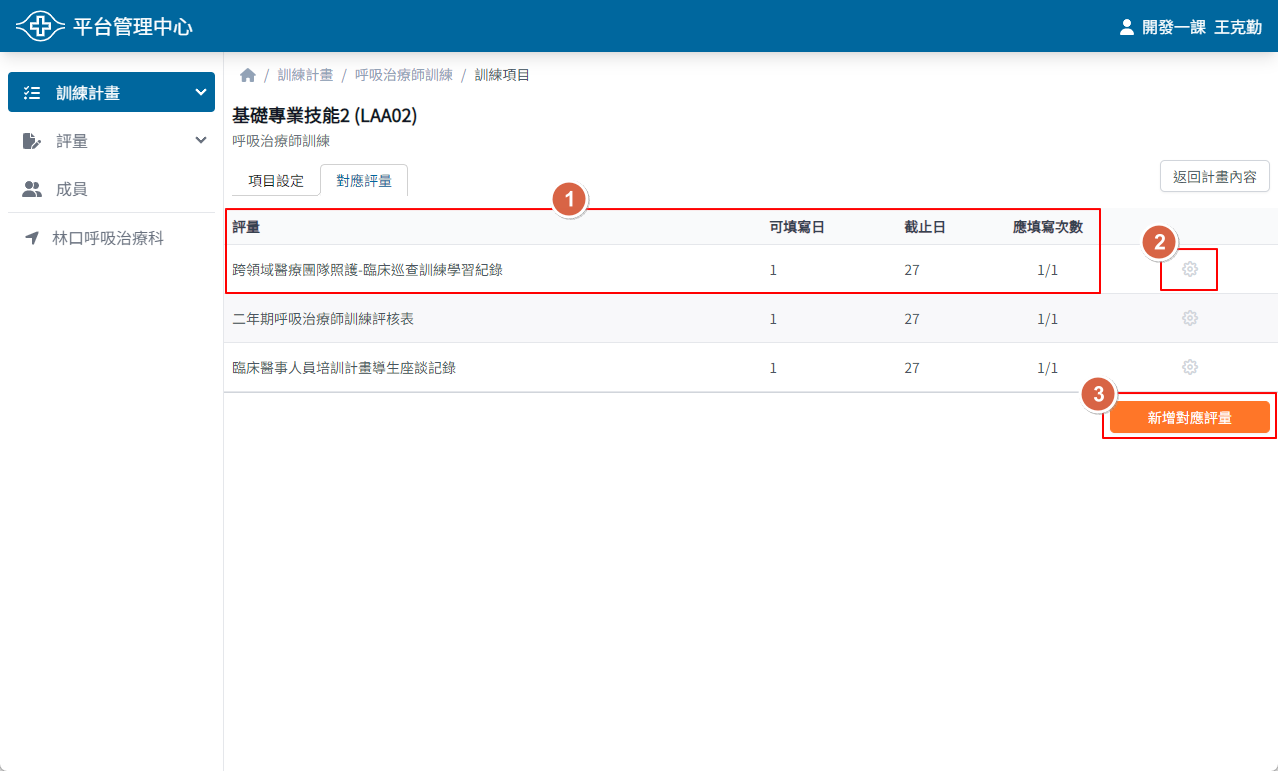 平台管理中心
開發一課 王克勤
訓練計畫
評量
成員
林口呼吸治療科
/ 訓練計畫 / 呼吸治療師訓練 / 訓練項目
基礎專業技能2 (LAA02)
呼吸治療師訓練
項目設定 對應評量
返回計畫內容
1
評量 可填寫日 截止日 應填寫次數
2
跨領域醫療團隊照護-臨床巡查訓練學習紀錄 1 27 1/1
二年期呼吸治療師訓練評核表 1 27 1/1
臨床醫事人員培訓計畫導生座談記錄 1 27 1/1
3
新增對應評量